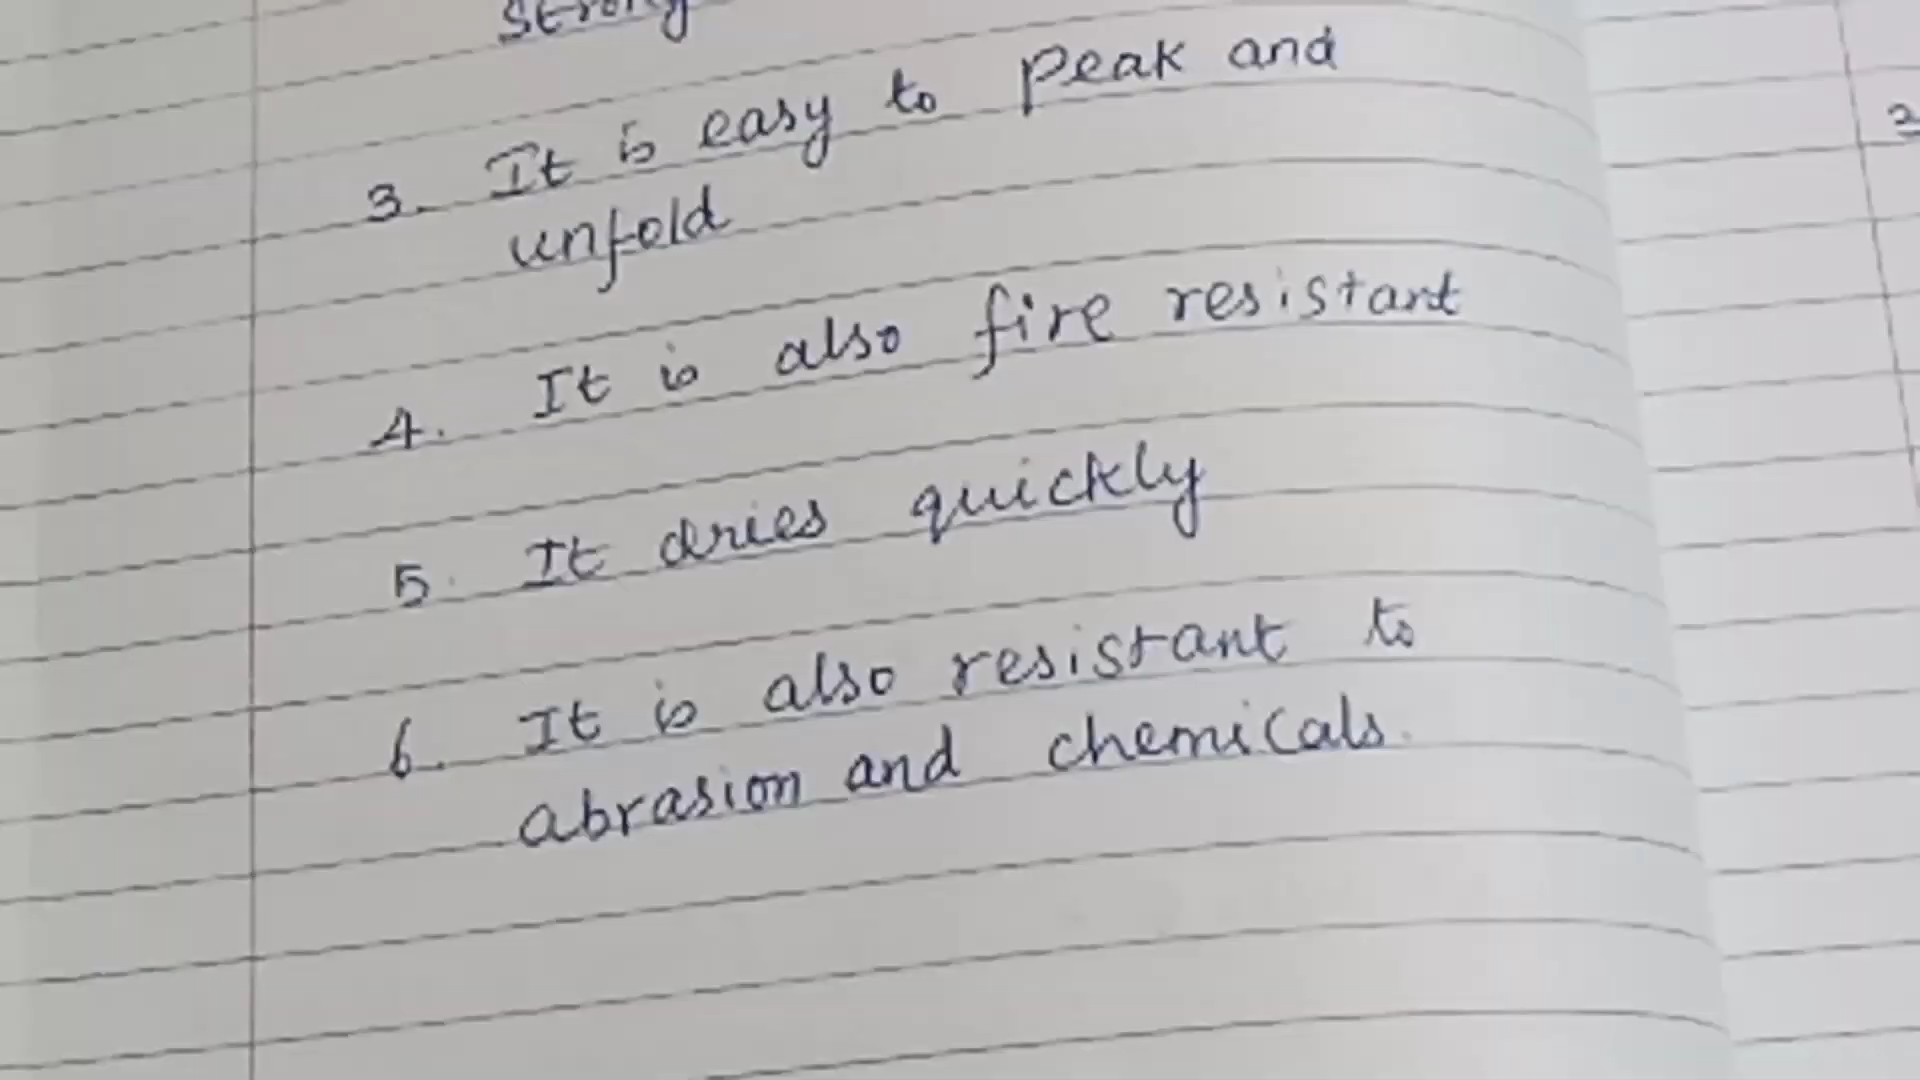 strong
3. It is easy to peak and
unfold
4. It is also fire resistant
5. It dries quickly
6. It is also resistant to
abrasion and chemicals.